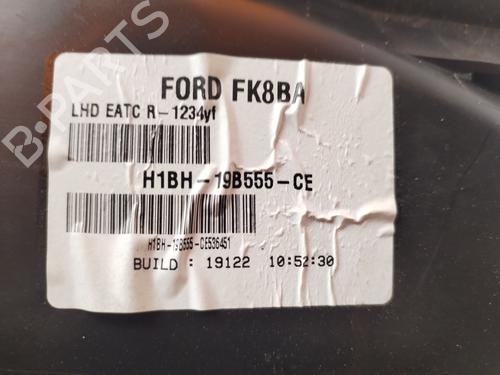 B-PARTS
FORD FK8BA
LHD EATC R-1234yf
H1BH-19B555-CE
H1BH-19B555-CE536451
BUILD : 19122 10:52:30